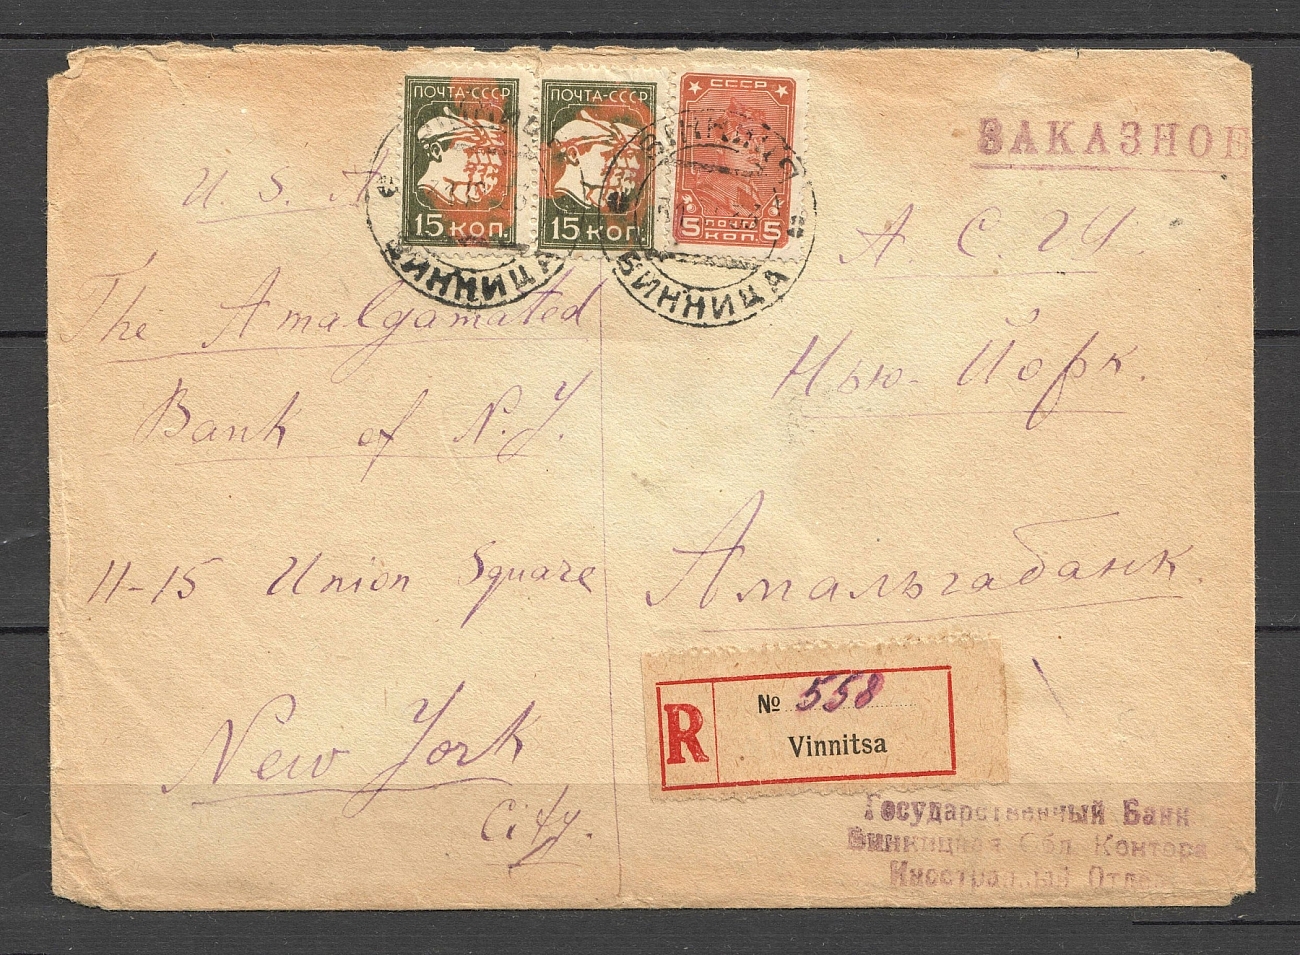 ПОЧТА-СССР
15 КОП.
ПОЧТА-СССР
15 КОП.
СССР
5 ПОЧТА 5
КОП.
ВИННИЦА
ВИННИЦА
ЗАКАЗНОЕ
U. S. A
The Amalgamated
Bank of N. Y.
11-15 Union Square
New York
City.
А. С. Ш
Нью-Йорк.
Амальгабанк.
R
№ 558
Vinnitsa
Государственный Банк
Винницкая Обл. Контора
Иностранный Отдел